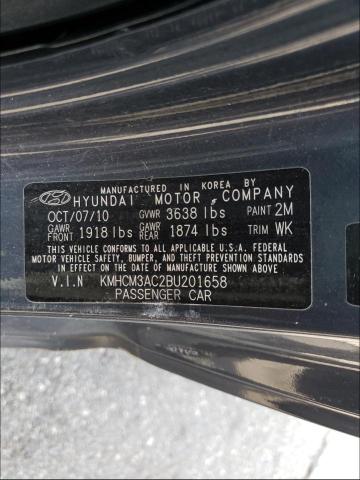 MANUFACTURED IN KOREA BY
HYUNDAI MOTOR COMPANY
OCT/07/10 GVWR 3638 lbs PAINT 2M
GAWR FRONT 1918 lbs GAWR REAR 1874 lbs TRIM WK
THIS VEHICLE CONFORMS TO ALL APPLICABLE U.S.A. FEDERAL
MOTOR VEHICLE SAFETY, BUMPER, AND THEFT PREVENTION STANDARDS
IN EFFECT ON THE DATE OF MANUFACTURE SHOWN ABOVE.
V.I.N KMHCM3AC2BU201658
PASSENGER CAR